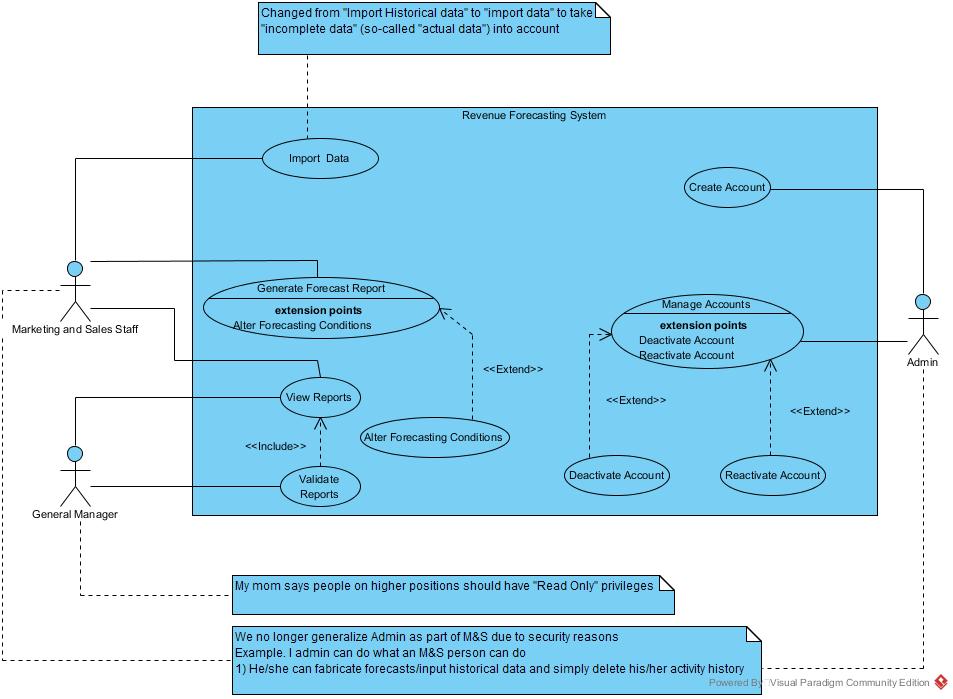 Changed from "Import Historical data" to "import data" to take
"incomplete data" (so-called "actual data") into account
Revenue Forecasting System
Import Data
Create Account
Generate Forecast Report
extension points
Alter Forecasting Conditions
Manage Accounts
extension points
Deactivate Account
Reactivate Account
Marketing and Sales Staff
Admin
<<Extend>>
<<Extend>>
<<Extend>>
View Reports
Alter Forecasting Conditions
<<Include>>
Validate
Reports
Deactivate Account
Reactivate Account
General Manager
My mom says people on higher positions should have "Read Only" privileges
We no longer generalize Admin as part of M&S due to security reasons
Example. I admin can do what an M&S person can do
1) He/she can fabricate forecasts/input historical data and simply delete his/her activity history
Powered By Visual Paradigm Community Edition